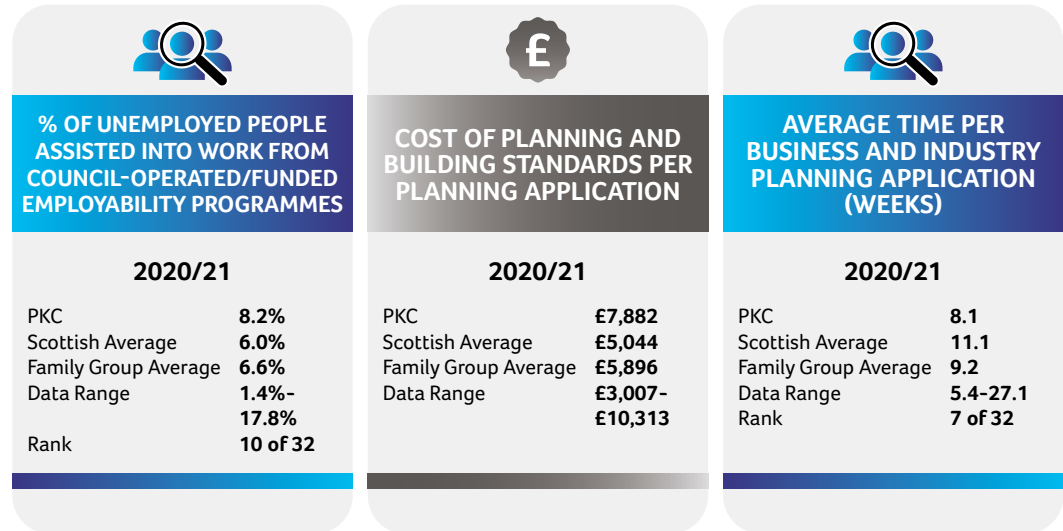 % OF UNEMPLOYED PEOPLE
ASSISTED INTO WORK FROM
COUNCIL-OPERATED/FUNDED
EMPLOYABILITY PROGRAMMES
2020/21
PKC 8.2%
Scottish Average 6.0%
Family Group Average 6.6%
Data Range 1.4%-
17.8%
Rank 10 of 32
£
COST OF PLANNING AND
BUILDING STANDARDS PER
PLANNING APPLICATION
2020/21
PKC £7,882
Scottish Average £5,044
Family Group Average £5,896
Data Range £3,007-
£10,313
AVERAGE TIME PER
BUSINESS AND INDUSTRY
PLANNING APPLICATION
(WEEKS)
2020/21
PKC 8.1
Scottish Average 11.1
Family Group Average 9.2
Data Range 5.4-27.1
Rank 7 of 32